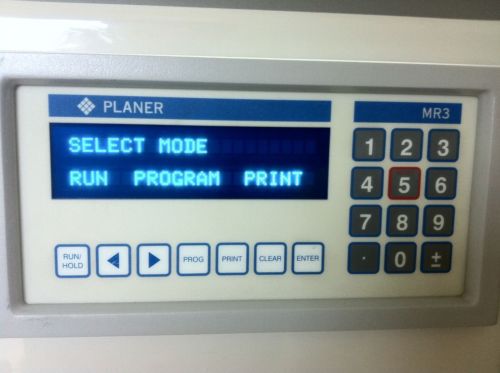 PLANER MR3
SELECT MODE
RUN PROGRAM PRINT
RUN/
HOLD
PROG PRINT CLEAR ENTER
1 2 3
4 5 6
7 8 9
. 0 ±